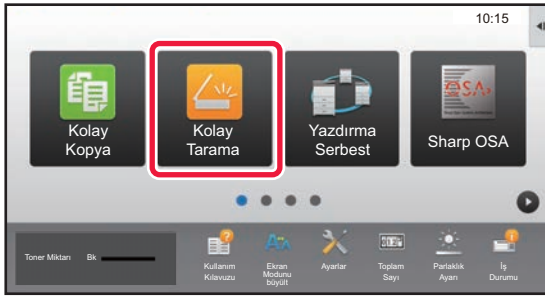 10:15
Kolay
Kopya
Kolay
Tarama
Yazdırma
Serbest
Sharp OSA
Toner Miktarı Bk
Kullanım
Kılavuzu
Ekran
Modunu
büyült
Ayarlar
Toplam
Sayı
Parlaklık
Ayarı
İş
Durumu